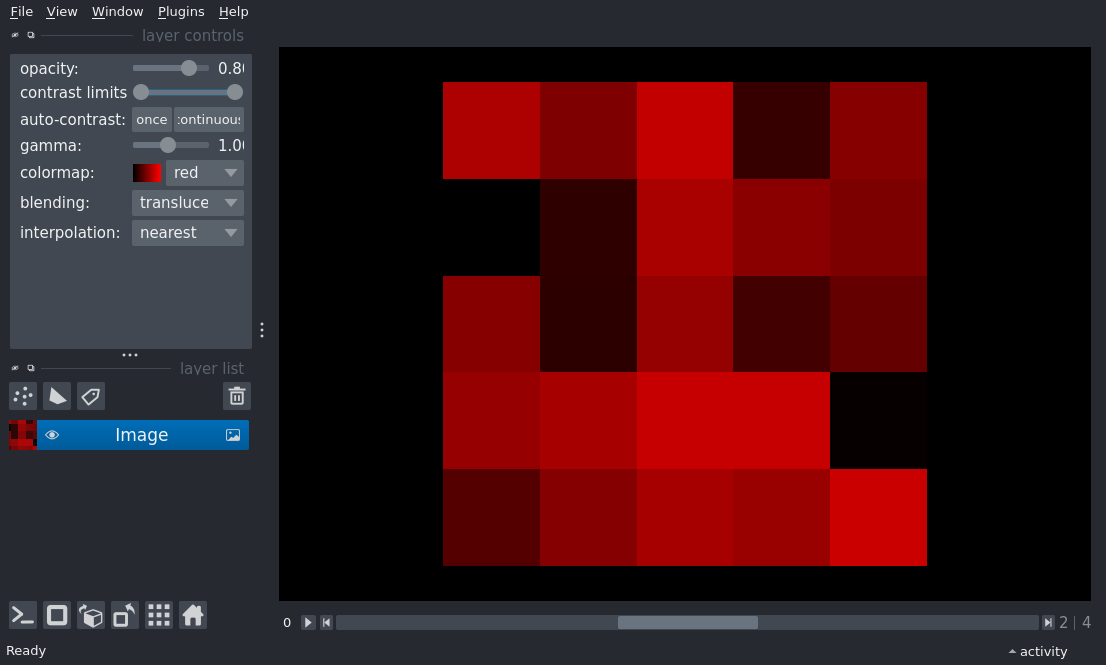 File View Window Plugins Help
layer controls
opacity: 0.80
contrast limits
auto-contrast: once continuous
gamma: 1.00
colormap: red
blending: transluce
interpolation: nearest
layer list
Image
0 2 | 4
Ready activity